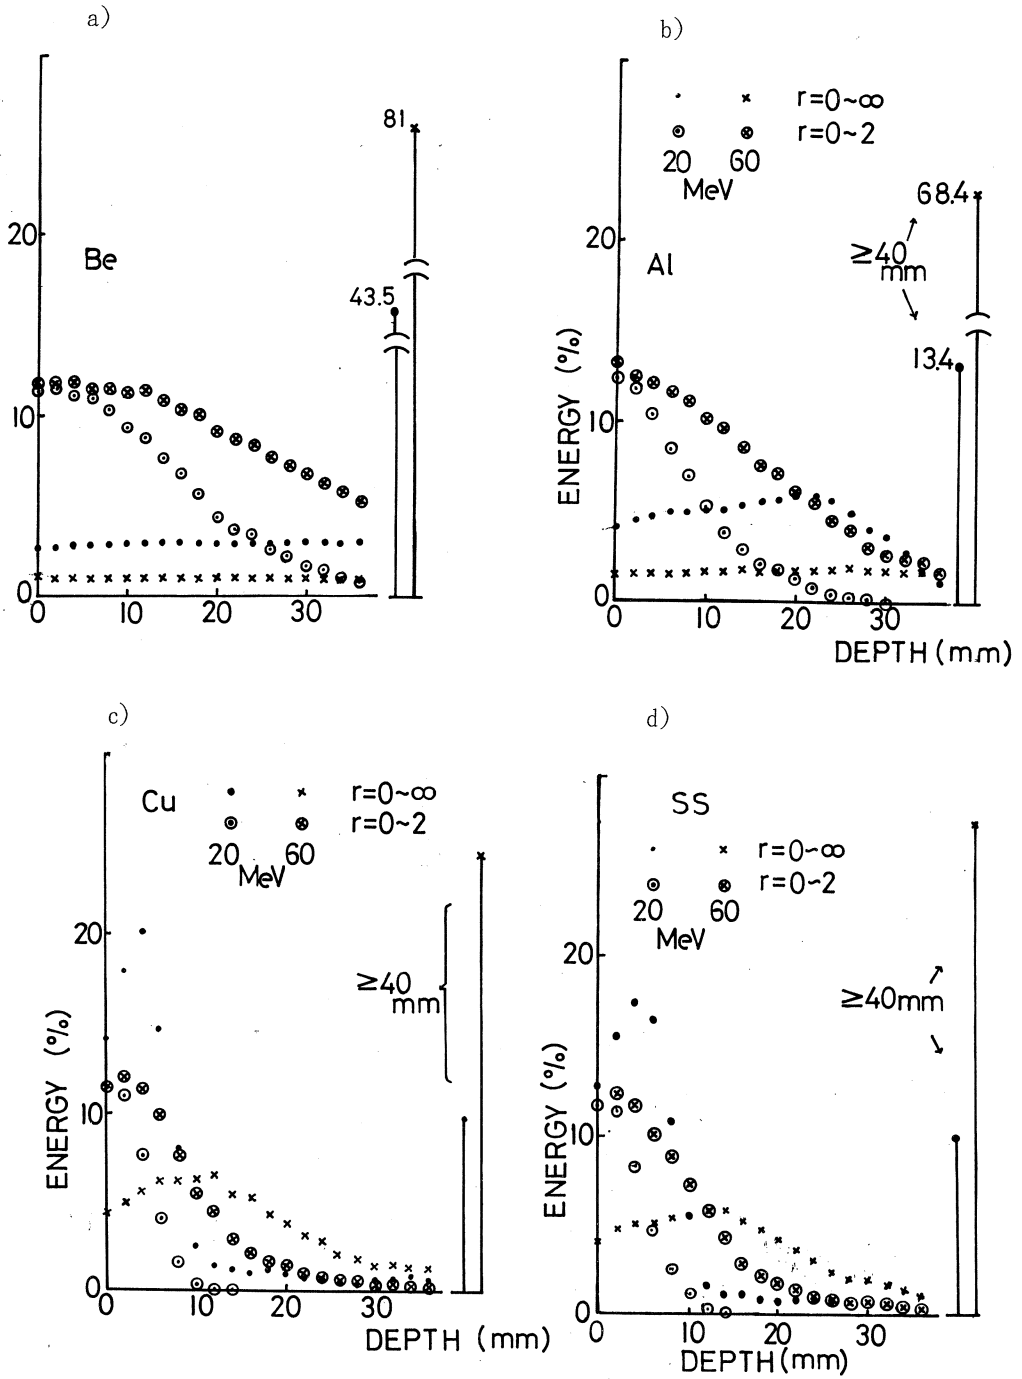 a)
81
20
Be
43.5
10
0
0 10 20 30
b)
r=0~∞
r=0~2
20 60
MeV
68.4
20
≥40
mm
Al
13.4
ENERGY (%)
10
0
0 10 20 30
DEPTH (mm)
c)
Cu
r=0~∞
r=0~2
20 60
MeV
20
≥40
mm
ENERGY (%)
10
0
0 10 20 30
DEPTH (mm)
d)
SS
r=0~∞
r=0~2
20 60
MeV
20
≥40mm
ENERGY (%)
10
0
0 10 20 30
DEPTH (mm)